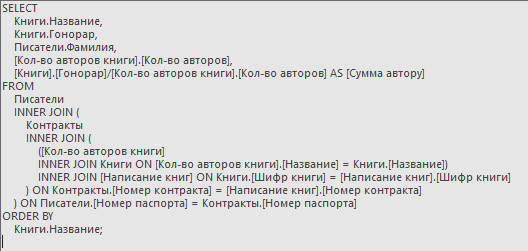 SELECT
Книги.Название,
Книги.Гонорар,
Писатели.Фамилия,
[Кол-во авторов книги].[Кол-во авторов],
[Книги].[Гонорар]/[Кол-во авторов книги].[Кол-во авторов] AS [Сумма автору]
FROM
Писатели
INNER JOIN (
Контракты
INNER JOIN (
([Кол-во авторов книги]
INNER JOIN Книги ON [Кол-во авторов книги].[Название] = Книги.[Название])
INNER JOIN [Написание книг] ON Книги.[Шифр книги] = [Написание книг].[Шифр книги]
) ON Контракты.[Номер контракта] = [Написание книг].[Номер контракта]
) ON Писатели.[Номер паспорта] = Контракты.[Номер паспорта]
ORDER BY
Книги.Название;